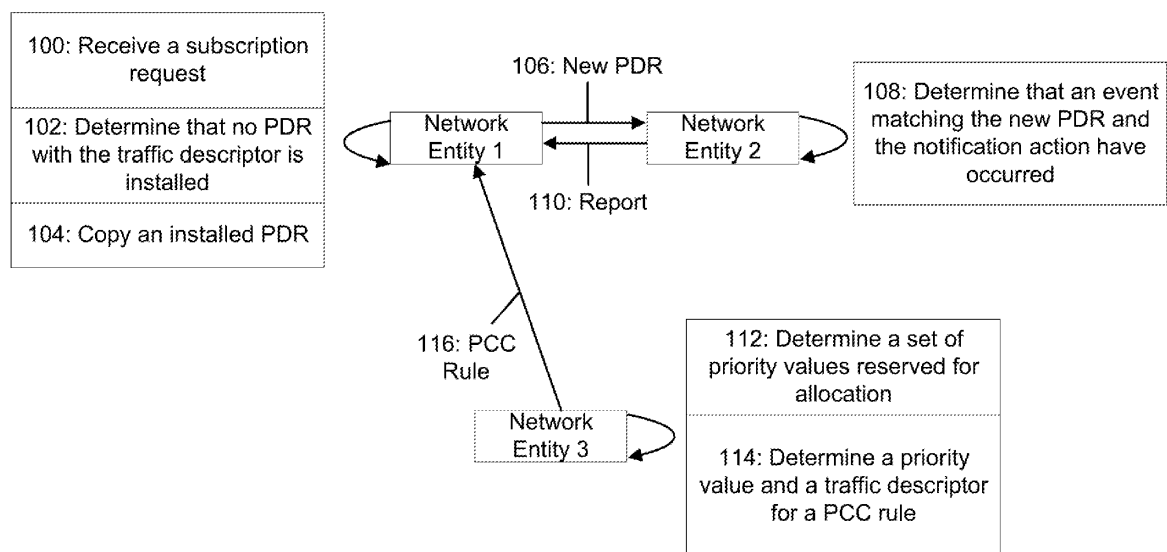 100: Receive a subscription
request
102: Determine that no PDR
with the traffic descriptor is
installed
104: Copy an installed PDR
106: New PDR
Network
Entity 1
Network
Entity 2
110: Report
108: Determine that an event
matching the new PDR and
the notification action have
occurred
116: PCC
Rule
Network
Entity 3
112: Determine a set of
priority values reserved for
allocation
114: Determine a priority
value and a traffic descriptor
for a PCC rule